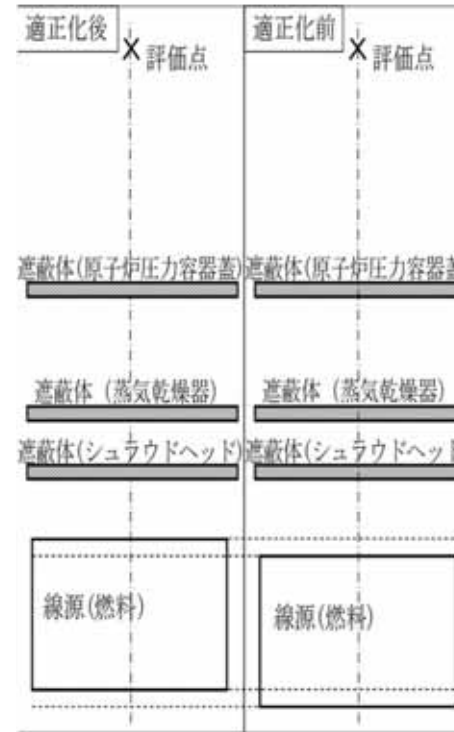 適正化後
評価点
遮蔽体(原子炉圧力容器蓋)
遮蔽体 (蒸気乾燥器)
遮蔽体(シュラウドヘッド)
線源(燃料)
適正化前
評価点
遮蔽体(原子炉圧力容器蓋
遮蔽体 (蒸気乾燥器)
遮蔽体(シュラウドヘッド
線源(燃料)